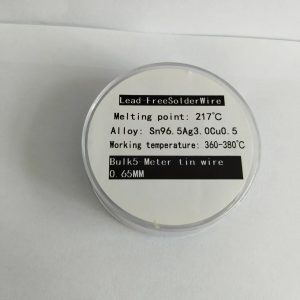 Lead-FreeSolderWire
Melting point: 217℃
Alloy: Sn96.5Ag3.0Cu0.5
Working temperature: 360-380℃
Bulk5-Meter tin wire
0.65MM